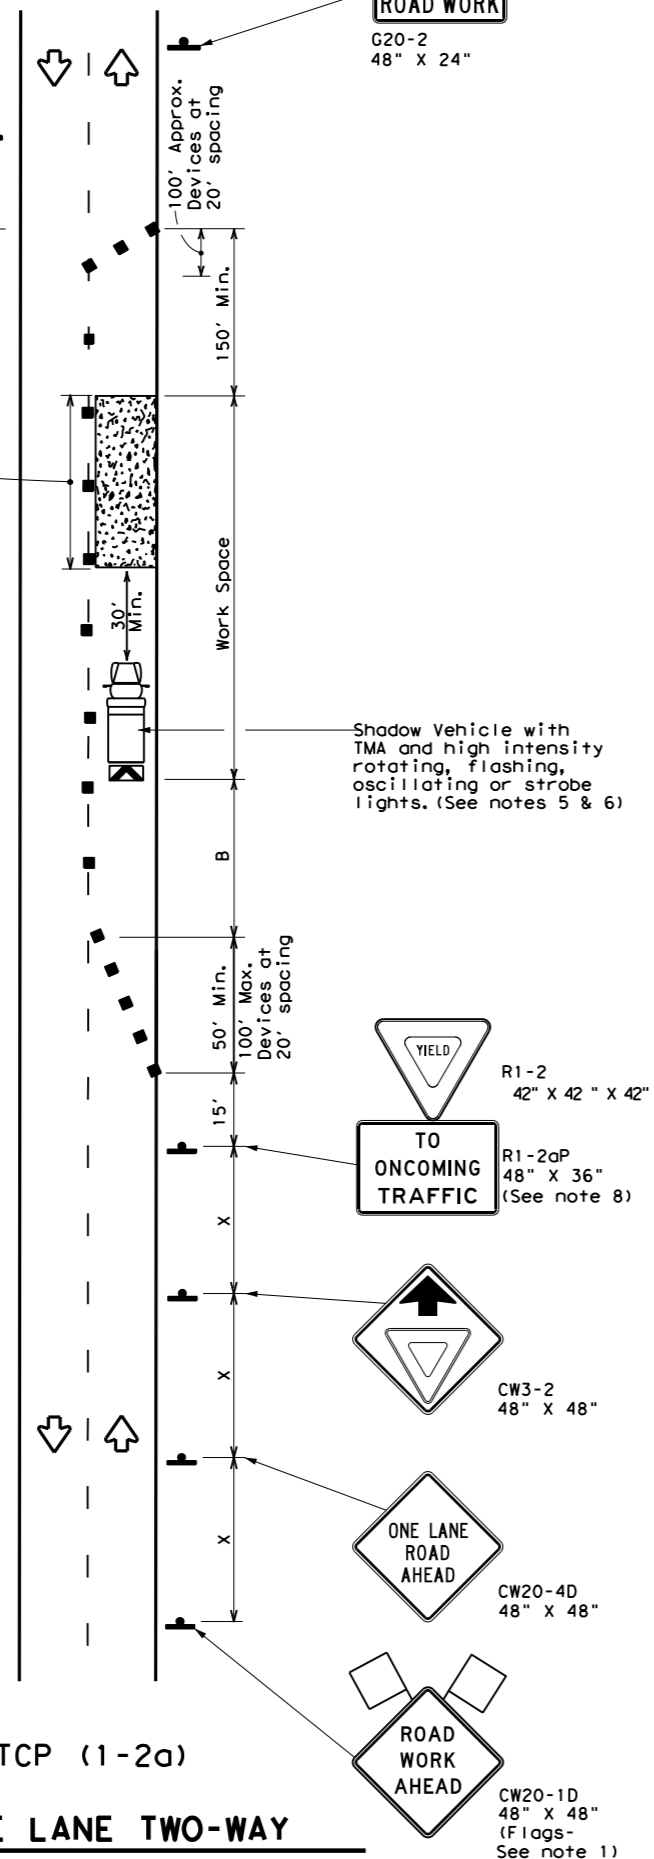 ROAD WORK
G20-2
48" X 24"
100' Approx.
Devices at
20' spacing
150' Min.
30'
Min.
Work Space
Shadow Vehicle with
TMA and high intensity
rotating, flashing,
oscillating or strobe
lights. (See notes 5 & 6)
B
50' Min.
100' Max.
Devices at
20' spacing
15'
YIELD
R1-2
42" X 42 " X 42"
TO
ONCOMING
TRAFFIC
R1-2aP
48" X 36"
(See note 8)
X
CW3-2
48" X 48"
X
ONE LANE
ROAD
AHEAD
CW20-4D
48" X 48"
X
ROAD
WORK
AHEAD
CW20-1D
48" X 48"
(Flags-
See note 1)
TCP (1-2a)
LANE TWO-WAY